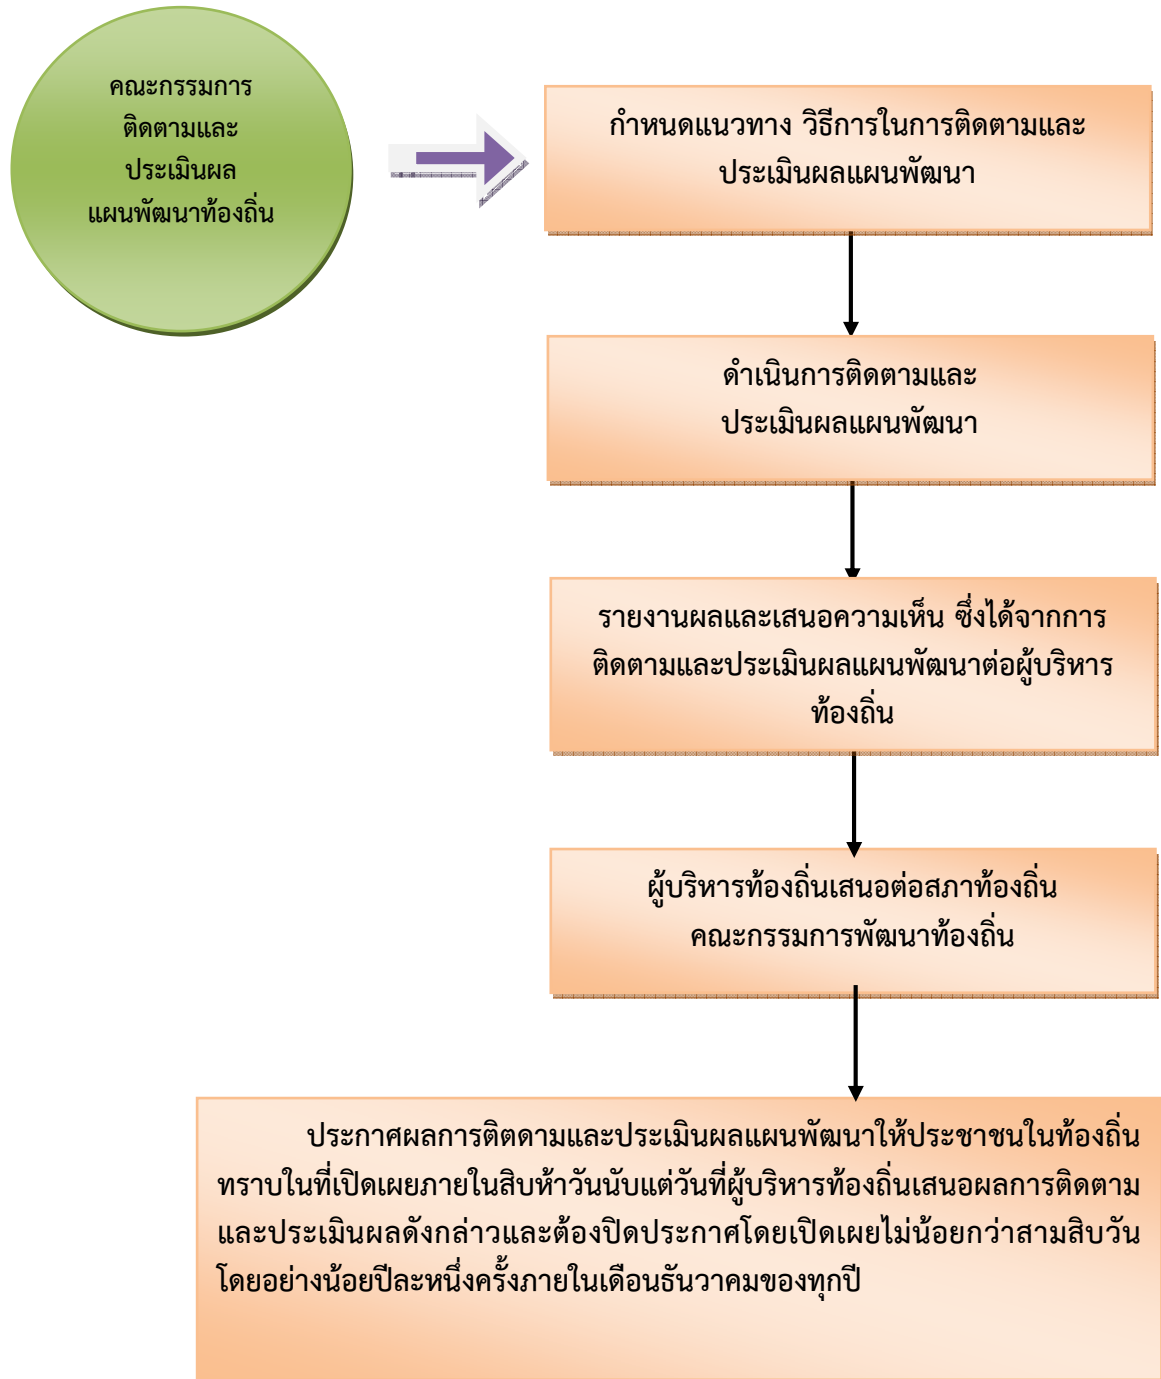 คณะกรรมการ
ติดตามและ
ประเมินผล
แผนพัฒนาท้องถิ่น
กำหนดแนวทาง วิธีการในการติดตามและ
ประเมินผลแผนพัฒนา
ดำเนินการติดตามและ
ประเมินผลแผนพัฒนา
รายงานผลและเสนอความเห็น ซึ่งได้จากการ
ติดตามและประเมินผลแผนพัฒนาต่อผู้บริหาร
ท้องถิ่น
ผู้บริหารท้องถิ่นเสนอต่อสภาท้องถิ่น
คณะกรรมการพัฒนาท้องถิ่น
ประกาศผลการติตดามและประเมินผลแผนพัฒนาให้ประชาชนในท้องถิ่น
ทราบในที่เปิดเผยภายในสิบห้าวันนับแต่วันที่ผู้บริหารท้องถิ่นเสนอผลการติดตาม
และประเมินผลดังกล่าวและต้องปิดประกาศโดยเปิดเผยไม่น้อยกว่าสามสิบวัน
โดยอย่างน้อยปีละหนึ่งครั้งภายในเดือนธันวาคมของทุกปี